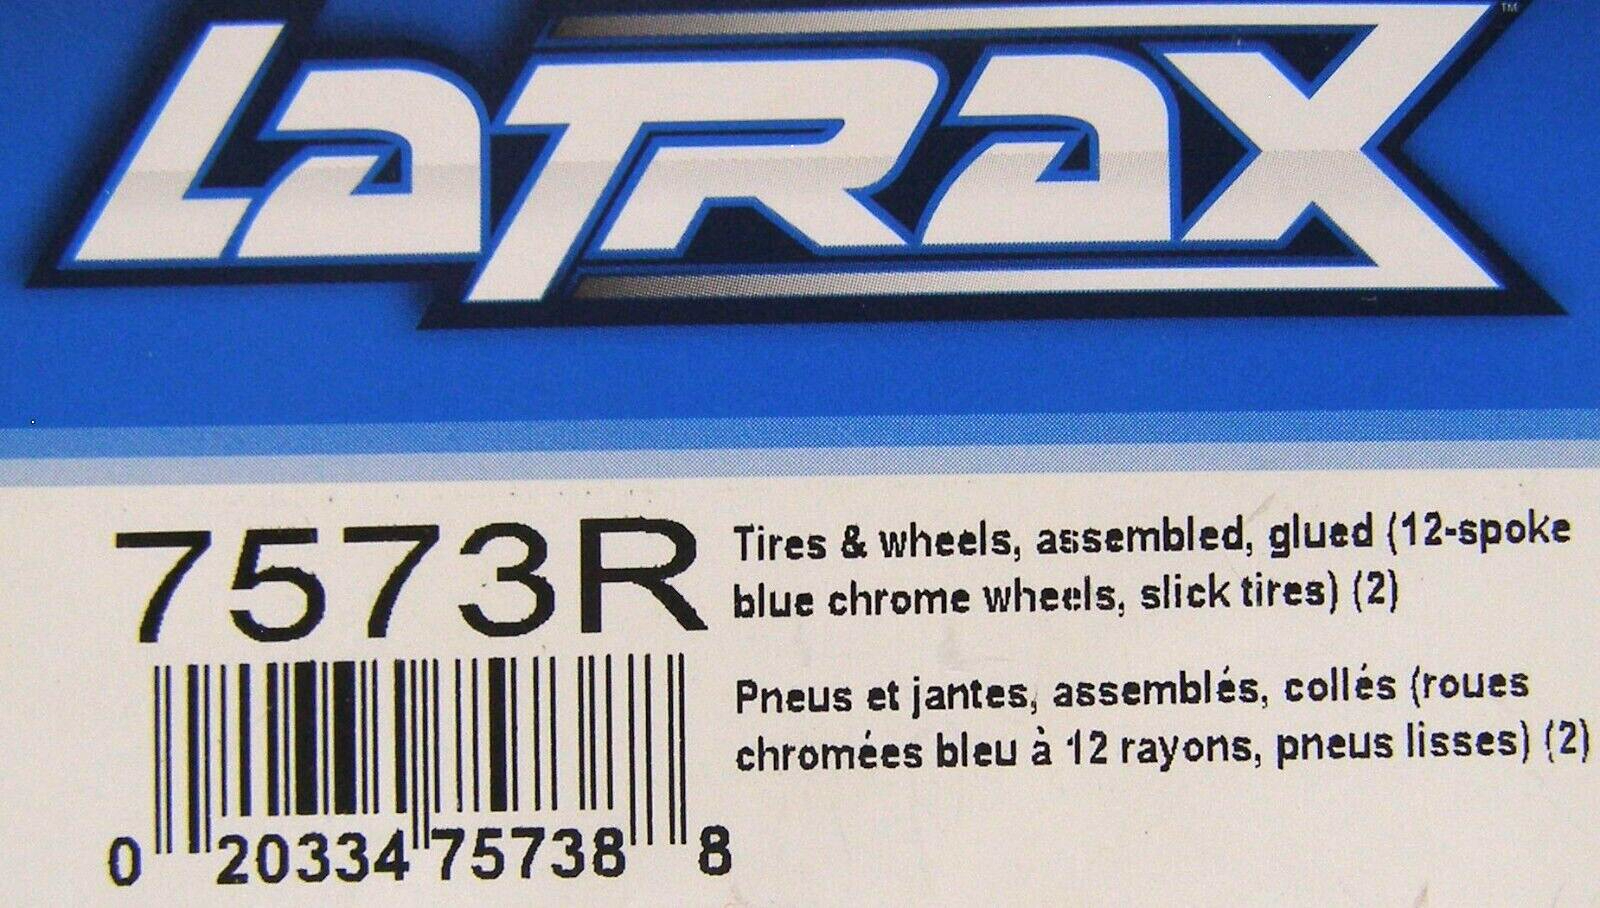 LaTRAX
TM
7573R
Tires & wheels, assembled, glued (12-spoke
blue chrome wheels, slick tires) (2)
Pneus et jantes, assemblés, collés (roues
chromées bleu à 12 rayons, pneus lisses) (2)
0 20334 75738 8